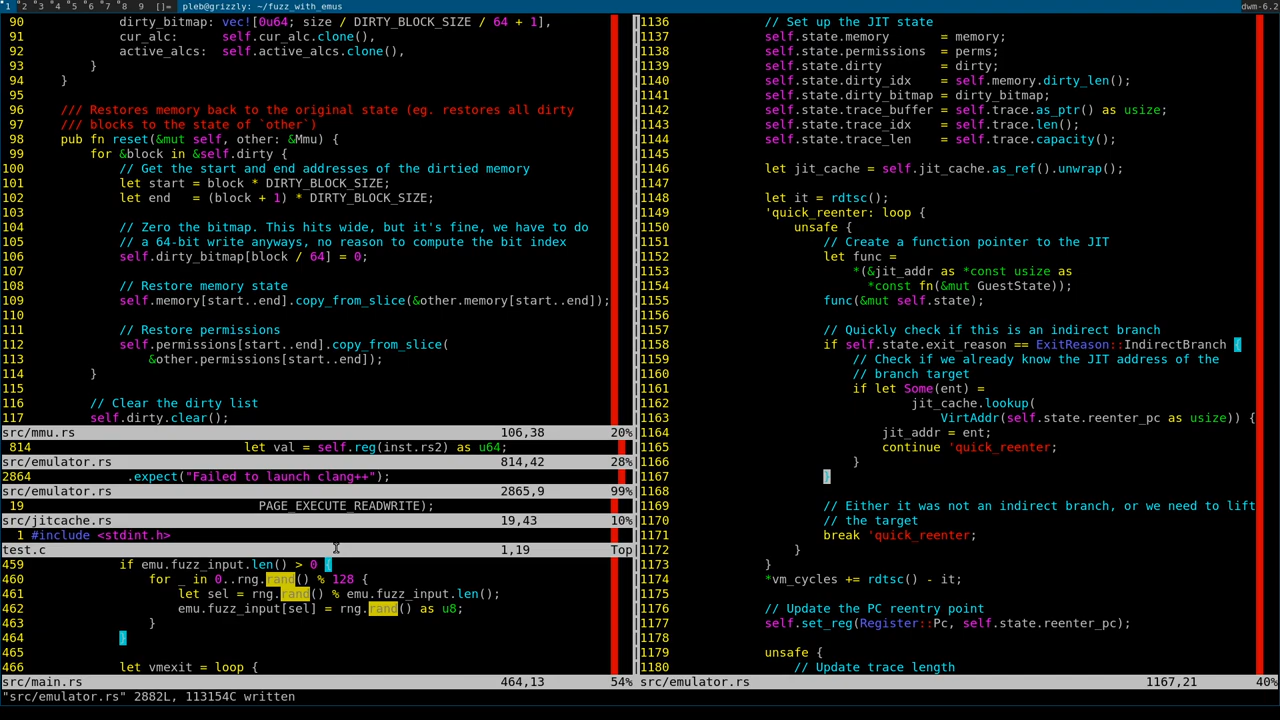 1 2 3 4 5 6 7 8 9 []= pleb@grizzly: ~/fuzz_with_emus dwm-6.2
90 dirty_bitmap: vec![0u64; size / DIRTY_BLOCK_SIZE / 64 + 1],
91 cur_alc: self.cur_alc.clone(),
92 active_alcs: self.active_alcs.clone(),
93 }
94 }
95
96 /// Restores memory back to the original state (eg. restores all dirty
97 /// blocks to the state of `other`)
98 pub fn reset(&mut self, other: &Mmu) {
99 for &block in &self.dirty {
100 // Get the start and end addresses of the dirtied memory
101 let start = block * DIRTY_BLOCK_SIZE;
102 let end = (block + 1) * DIRTY_BLOCK_SIZE;
103
104 // Zero the bitmap. This hits wide, but it's fine, we have to do
105 // a 64-bit write anyways, no reason to compute the bit index
106 self.dirty_bitmap[block / 64] = 0;
107
108 // Restore memory state
109 self.memory[start..end].copy_from_slice(&other.memory[start..end]);
110
111 // Restore permissions
112 self.permissions[start..end].copy_from_slice(
113 &other.permissions[start..end]);
114 }
115
116 // Clear the dirty list
117 self.dirty.clear();
src/mmu.rs 106,38 20%
814 let val = self.reg(inst.rs2) as u64;
src/emulator.rs 814,42 28%
2864 .expect("Failed to launch clang++");
src/emulator.rs 2865,9 99%
19 PAGE_EXECUTE_READWRITE);
src/jitcache.rs 19,43 10%
1 #include <stdint.h>
test.c 1,19 Top
459 if emu.fuzz_input.len() > 0 {
460 for _ in 0..rng.rand() % 128 {
461 let sel = rng.rand() % emu.fuzz_input.len();
462 emu.fuzz_input[sel] = rng.rand() as u8;
463 }
464 }
465
466 let vmexit = loop {
src/main.rs 464,13 54%
"src/emulator.rs" 2882L, 113154C written
1136 // Set up the JIT state
1137 self.state.memory = memory;
1138 self.state.permissions = perms;
1139 self.state.dirty = dirty;
1140 self.state.dirty_idx = self.memory.dirty_len();
1141 self.state.dirty_bitmap = dirty_bitmap;
1142 self.state.trace_buffer = self.trace.as_ptr() as usize;
1143 self.state.trace_idx = self.trace.len();
1144 self.state.trace_len = self.trace.capacity();
1145
1146 let jit_cache = self.jit_cache.as_ref().unwrap();
1147
1148 let it = rdtsc();
1149 'quick_reenter: loop {
1150 unsafe {
1151 // Create a function pointer to the JIT
1152 let func =
1153 *(&jit_addr as *const usize as
1154 *const fn(&mut GuestState));
1155 func(&mut self.state);
1156
1157 // Quickly check if this is an indirect branch
1158 if self.state.exit_reason == ExitReason::IndirectBranch {
1159 // Check if we already know the JIT address of the
1160 // branch target
1161 if let Some(ent) =
1162 jit_cache.lookup(
1163 VirtAddr(self.state.reenter_pc as usize)) {
1164 jit_addr = ent;
1165 continue 'quick_reenter;
1166 }
1167 }
1168
1169 // Either it was not an indirect branch, or we need to lift
1170 // the target
1171 break 'quick_reenter;
1172 }
1173 }
1174 *vm_cycles += rdtsc() - it;
1175
1176 // Update the PC reentry point
1177 self.set_reg(Register::Pc, self.state.reenter_pc);
1178
1179 unsafe {
1180 // Update trace length
src/emulator.rs 1167,21 40%